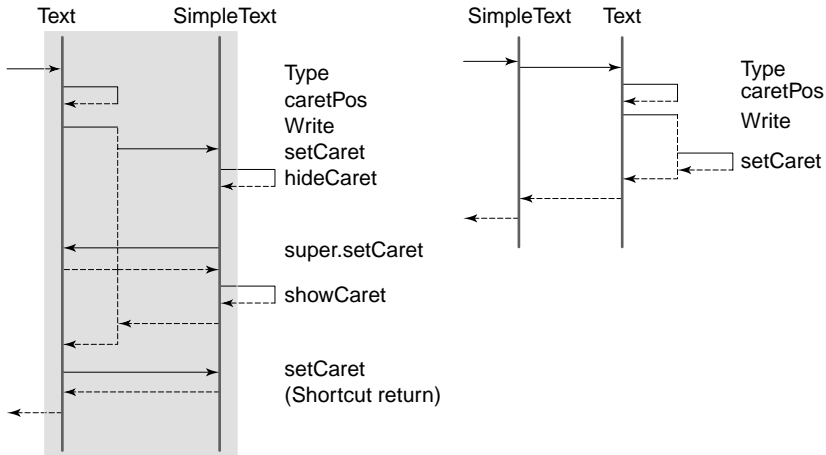 Text SimpleText
Type
caretPos
Write
setCaret
hideCaret
super.setCaret
showCaret
setCaret
(Shortcut return)
SimpleText Text
Type
caretPos
Write
setCaret